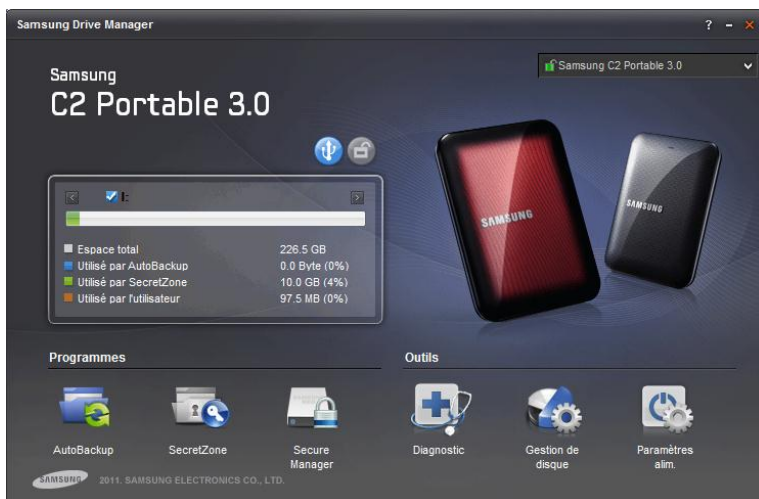 Samsung Drive Manager
? - ×
Samsung C2 Portable 3.0
Samsung
C2 Portable 3.0
I:
Espace total 226.5 GB
Utilisé par AutoBackup 0.0 Byte (0%)
Utilisé par SecretZone 10.0 GB (4%)
Utilisé par l'utilisateur 97.5 MB (0%)
SAMSUNG
SAMSUNG
Programmes
Outils
AutoBackup
SecretZone
Secure
Manager
Diagnostic
Gestion de
disque
Paramètres
alim.
SAMSUNG 2011. SAMSUNG ELECTRONICS CO., LTD.